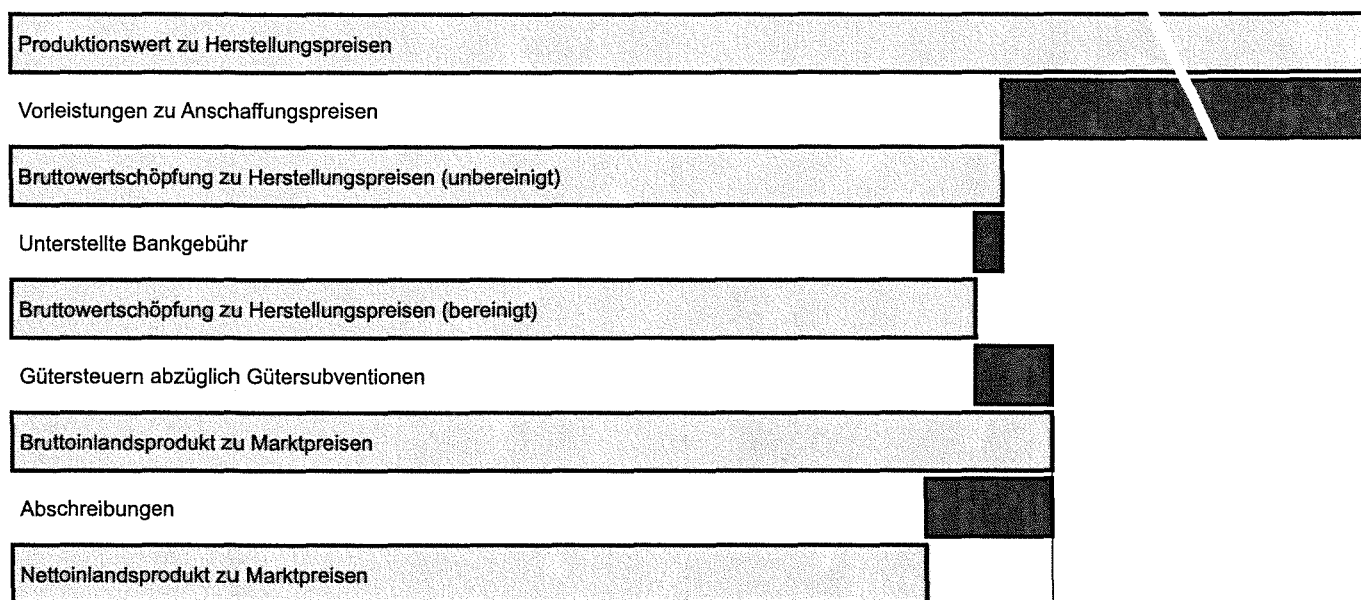 Produktionswert zu Herstellungspreisen
Vorleistungen zu Anschaffungspreisen
Bruttowertschöpfung zu Herstellungspreisen (unbereinigt)
Unterstellte Bankgebühr
Bruttowertschöpfung zu Herstellungspreisen (bereinigt)
Gütersteuern abzüglich Gütersubventionen
Bruttoinlandsprodukt zu Marktpreisen
Abschreibungen
Nettoinlandsprodukt zu Marktpreisen